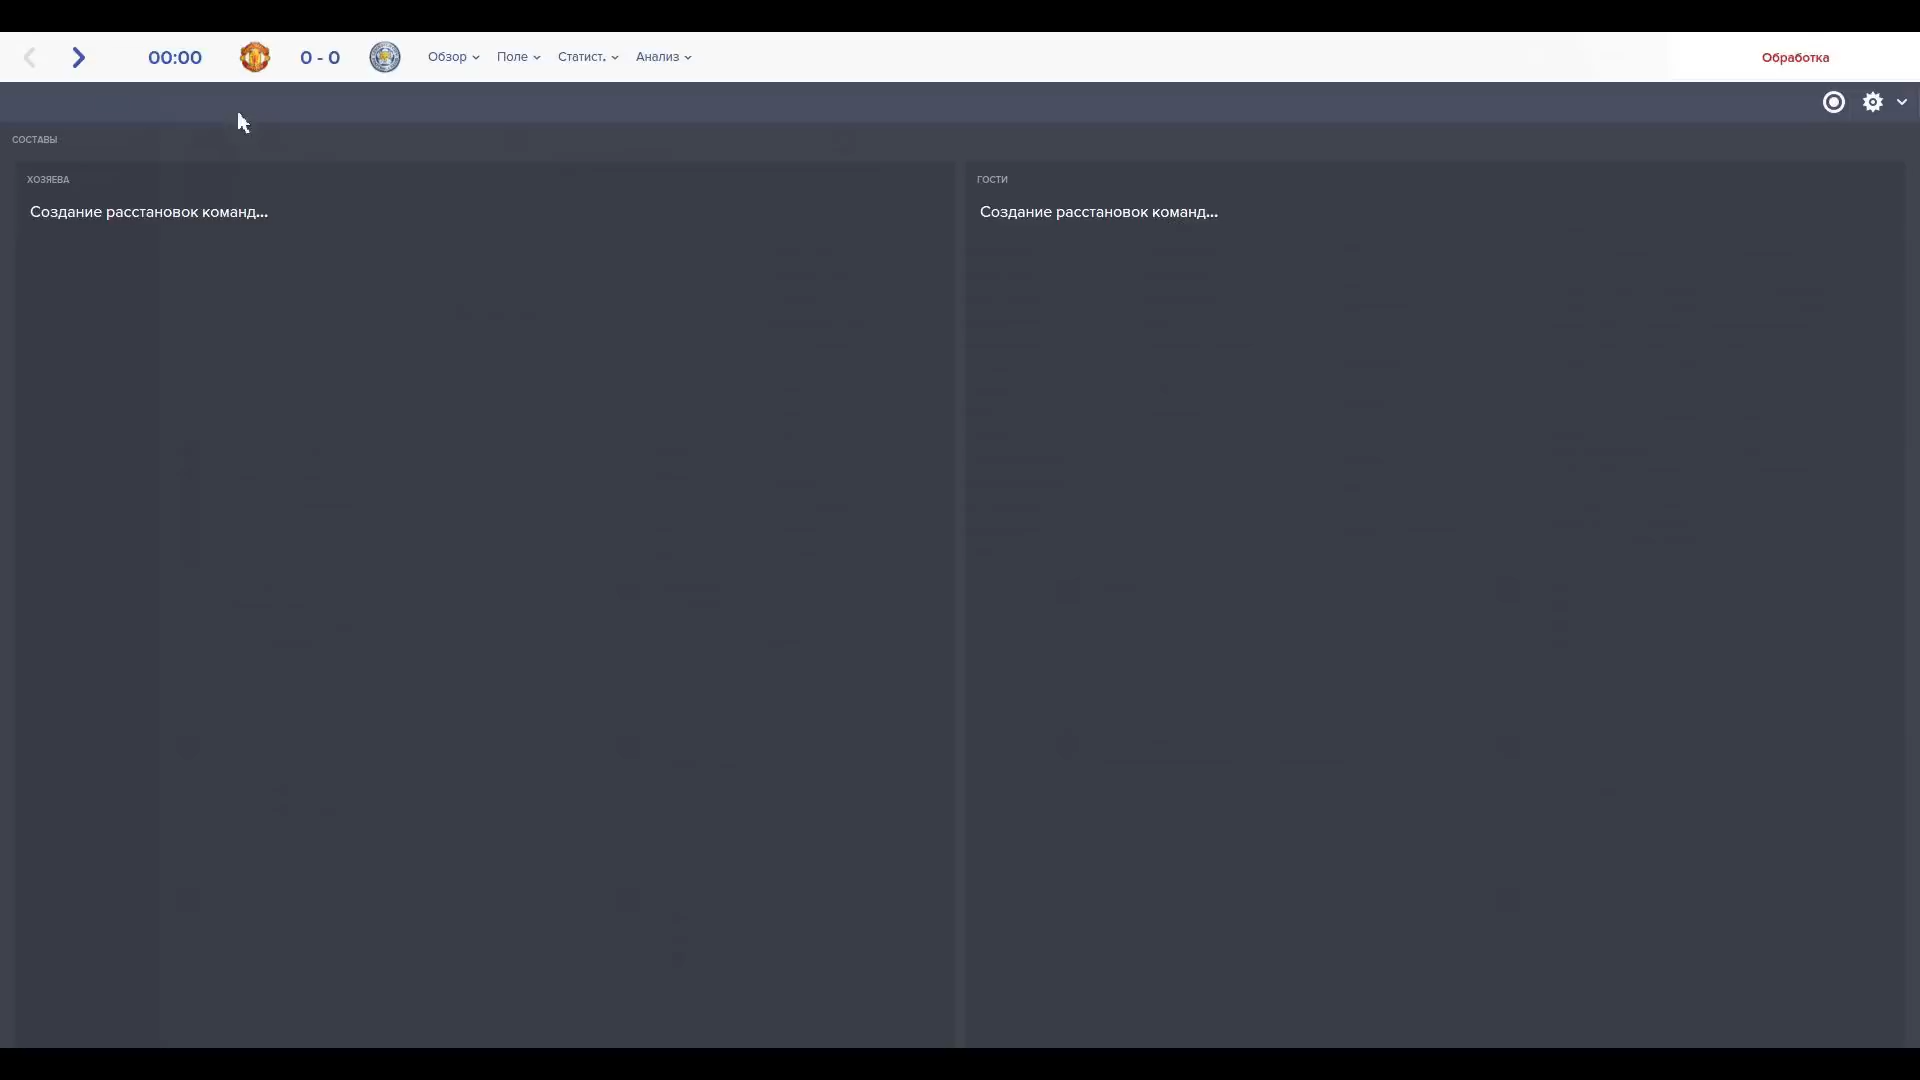 00:00 0 - 0 Обзор Поле Статист. Анализ Обработка
СОСТАВЫ
ХОЗЯЕВА
Создание расстановок команд...
ГОСТИ
Создание расстановок команд...